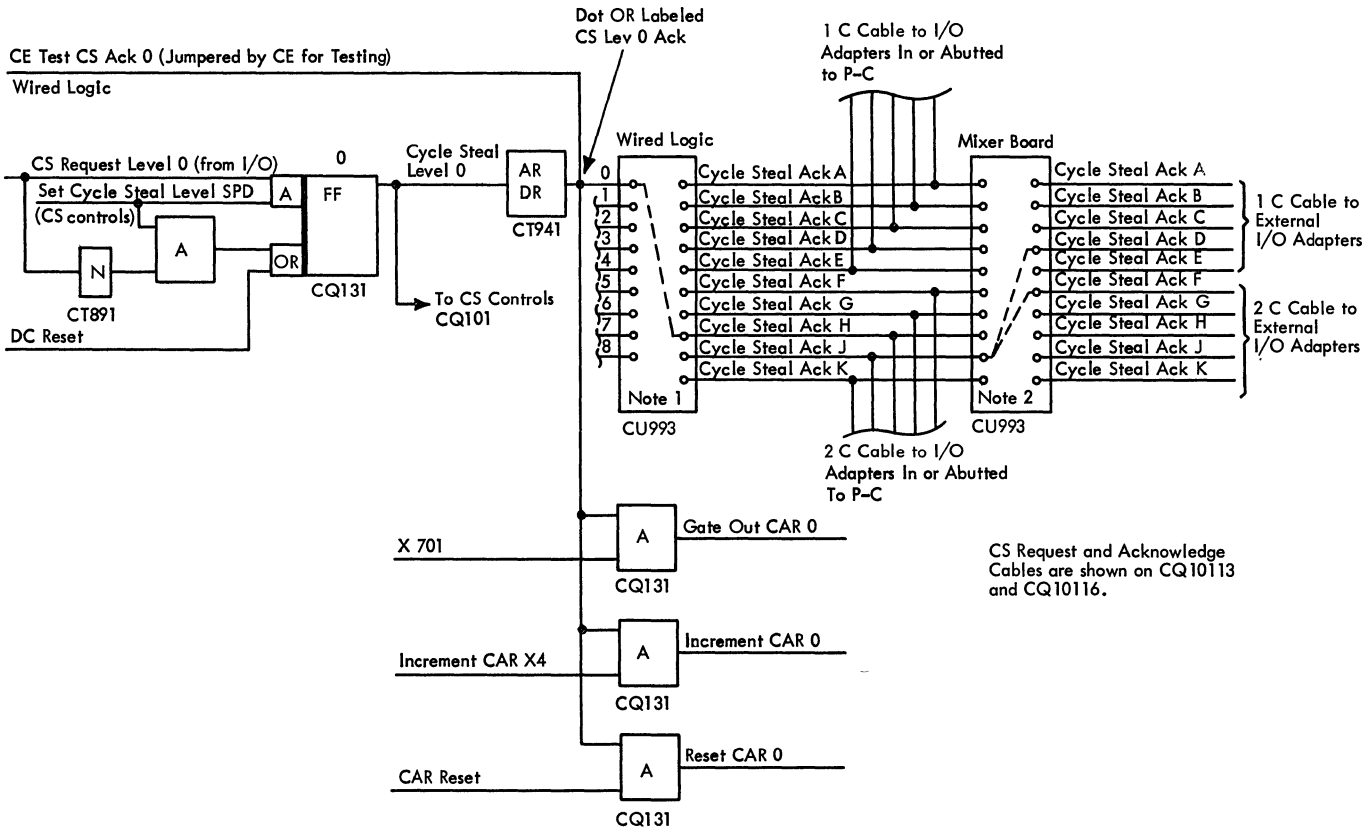 Dot OR Labeled
CS Lev 0 Ack
1 C Cable to I/O
Adapters In or Abutted
to P-C
CE Test CS Ack 0 (Jumpered by CE for Testing)
Wired Logic
Wired Logic
Mixer Board
CS Request Level 0 (from I/O)
Set Cycle Steal Level SPD
(CS controls)
A
OR
0
FF
CQ131
A
N
CT891
DC Reset
Cycle Steal
Level 0
AR
DR
CT941
To CS Controls
CQ101
0
1
2
3
4
5
6
7
8
Note 1
CU993
Cycle Steal Ack A
Cycle Steal Ack B
Cycle Steal Ack C
Cycle Steal Ack D
Cycle Steal Ack E
Cycle Steal Ack F
Cycle Steal Ack G
Cycle Steal Ack H
Cycle Steal Ack J
Cycle Steal Ack K
Note 2
CU993
Cycle Steal Ack A
Cycle Steal Ack B
Cycle Steal Ack C
Cycle Steal Ack D
Cycle Steal Ack E
Cycle Steal Ack F
Cycle Steal Ack G
Cycle Steal Ack H
Cycle Steal Ack J
Cycle Steal Ack K
1 C Cable to
External
I/O Adapters
2 C Cable to
External
I/O Adapters
2 C Cable to I/O
Adapters In or Abutted
To P-C
X 701
A
Gate Out CAR 0
CQ131
CS Request and Acknowledge
Cables are shown on CQ10113
and CQ10116.
Increment CAR X4
A
Increment CAR 0
CQ131
CAR Reset
A
Reset CAR 0
CQ131